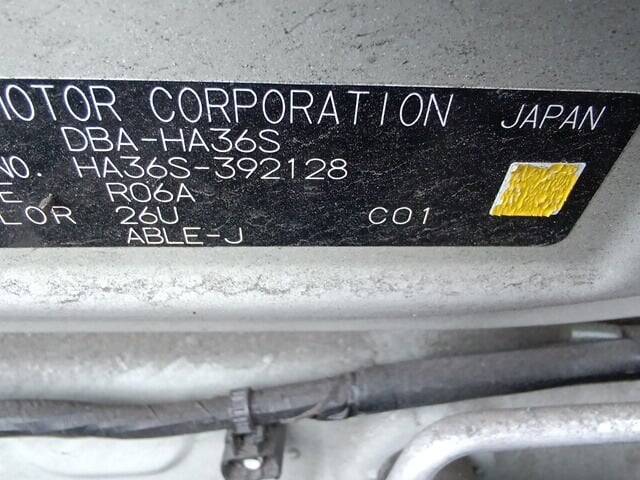 MOTOR CORPORATION JAPAN
DBA-HA36S
NO. HA36S-392128
E R06A
LOR 26U C01
ABLE-J